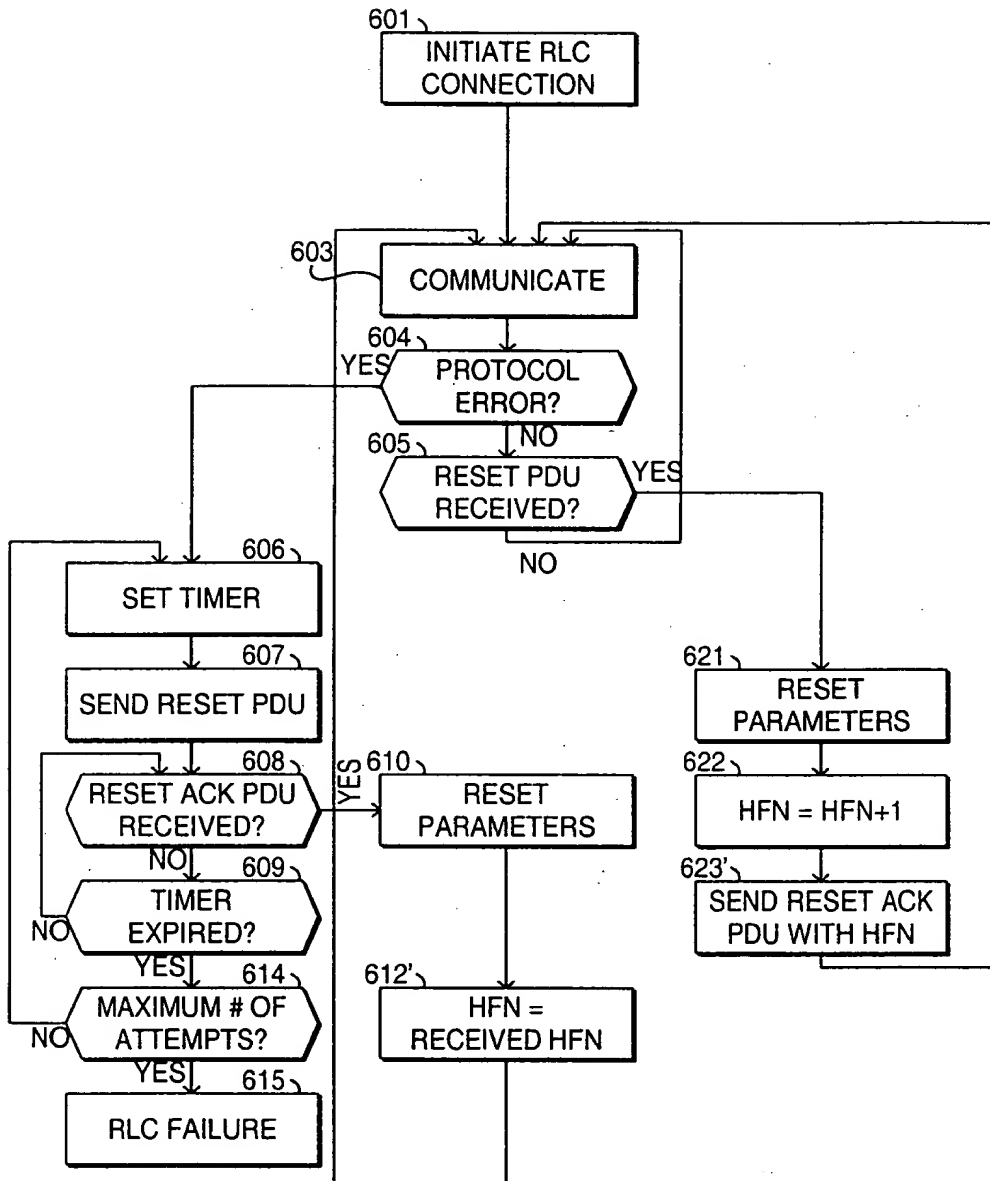 601
INITIATE RLC
CONNECTION
603
COMMUNICATE
604
YES
PROTOCOL
ERROR?
NO
605
RESET PDU
RECEIVED?
YES
NO
606
SET TIMER
607
SEND RESET PDU
608
RESET ACK PDU
RECEIVED?
YES
NO
609
TIMER
EXPIRED?
NO
YES
614
MAXIMUM # OF
ATTEMPTS?
NO
YES
615
RLC FAILURE
610
RESET
PARAMETERS
612'
HFN =
RECEIVED HFN
621
RESET
PARAMETERS
622
HFN = HFN+1
623'
SEND RESET ACK
PDU WITH HFN